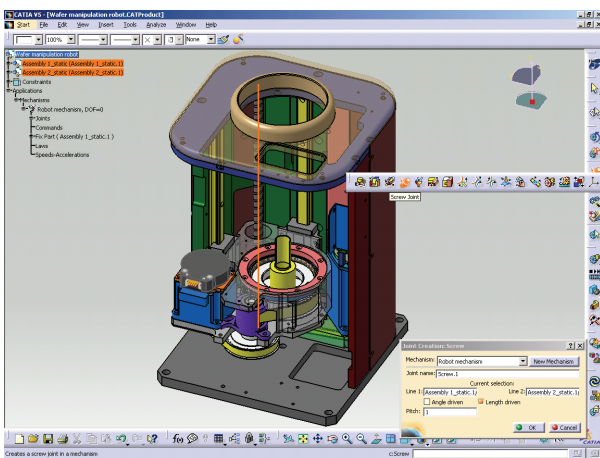 CATIA V5 - [Wafer manipulation robot.CATProduct]
Start File Edit View Insert Tools Analyze Window Help
100% None
Wafer manipulation robot
Assembly 1_static (Assembly 1_static.1)
Assembly 2_static (Assembly 2_static.1)
Constraints
Applications
Mechanisms
Robot mechanism, DOF=0
Joints
Commands
Fix Part ( Assembly 1_static.1 )
Laws
Speeds-Accelerations
Screw Joint
Joint Creation: Screw
Mechanism: Robot mechanism New Mechanism
Joint name: Screw.1
Current selection:
Line 1: Assembly 1_static.1/ Line 2: Assembly 2_static.1/
Angle driven Length driven
Pitch: 1
OK Cancel
f(x)
CATIA
Creates a screw joint in a mechanism c:Screw